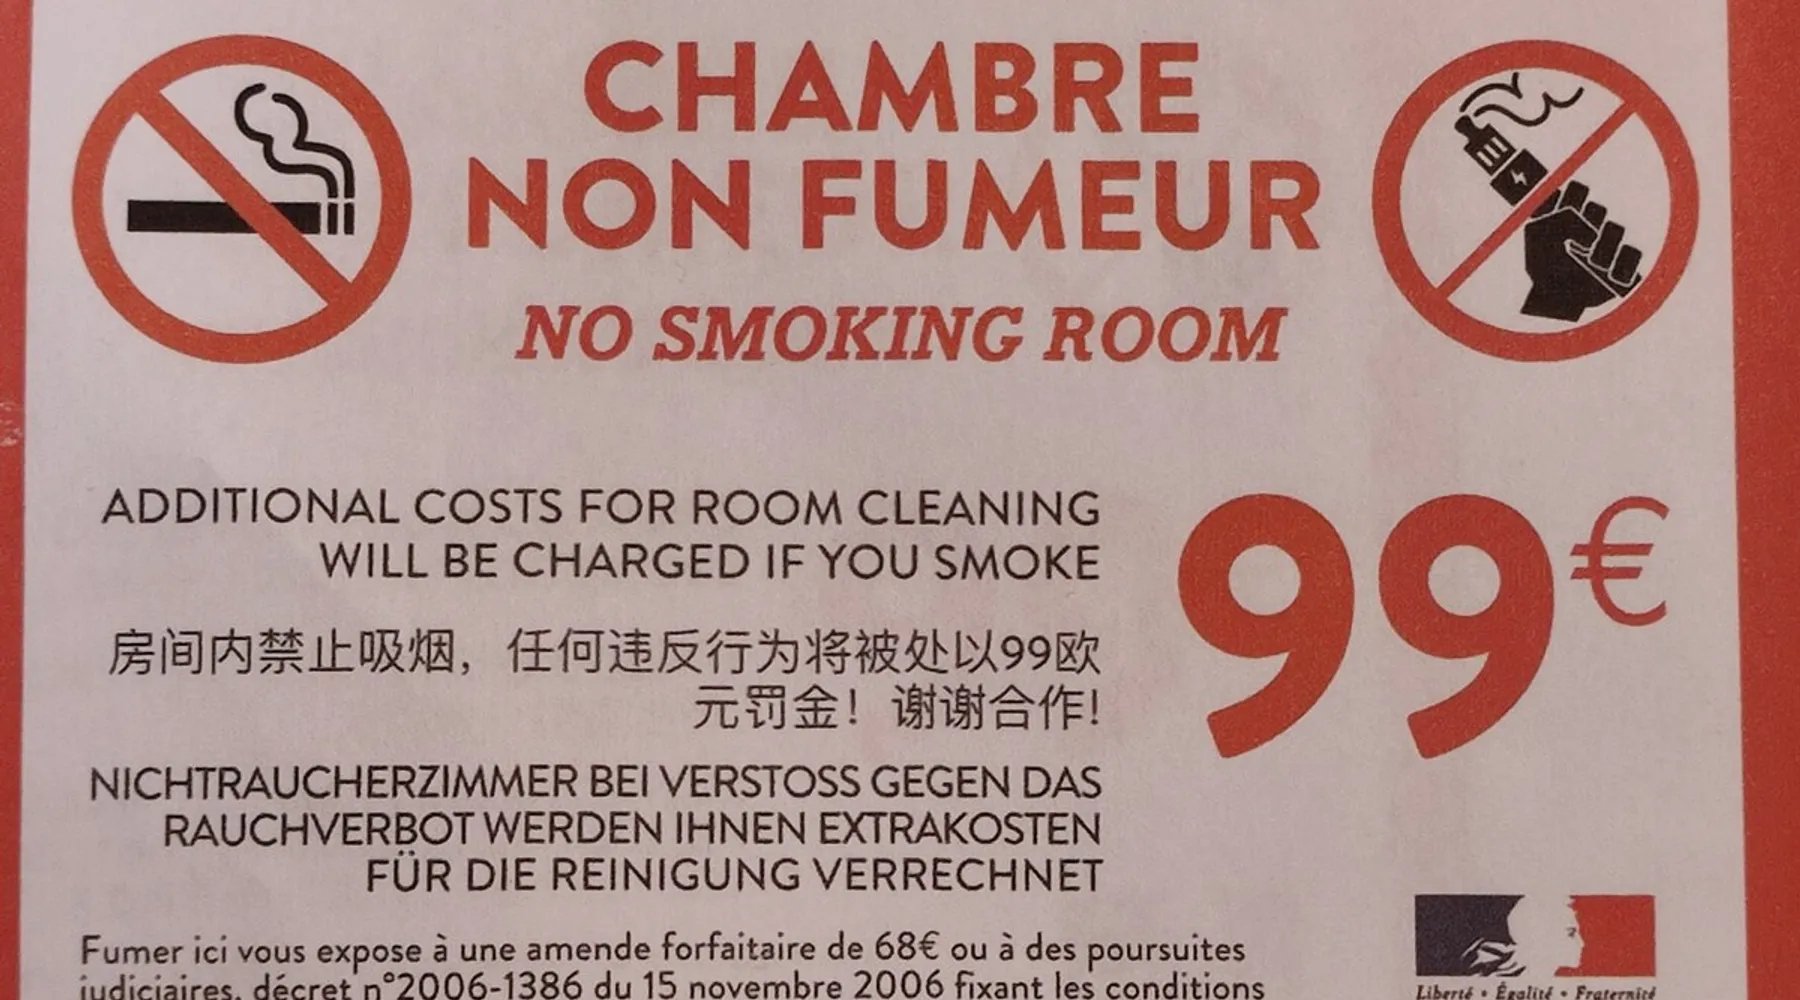 CHAMBRE
NON FUMEUR
NO SMOKING ROOM
ADDITIONAL COSTS FOR ROOM CLEANING
WILL BE CHARGED IF YOU SMOKE
99€
房间内禁止吸烟，任何违反行为将被处以99欧
元罚金！谢谢合作!
NICHTRAUCHERZIMMER BEI VERSTOSS GEGEN DAS
RAUCHVERBOT WERDEN IHNEN EXTRAKOSTEN
FÜR DIE REINIGUNG VERRECHNET
Fumer ici vous expose à une amende forfaitaire de 68€ ou à des poursuites
judiciaires, décret n°2006-1386 du 15 novembre 2006 fixant les conditions
Liberté • Égalité • Fraternité